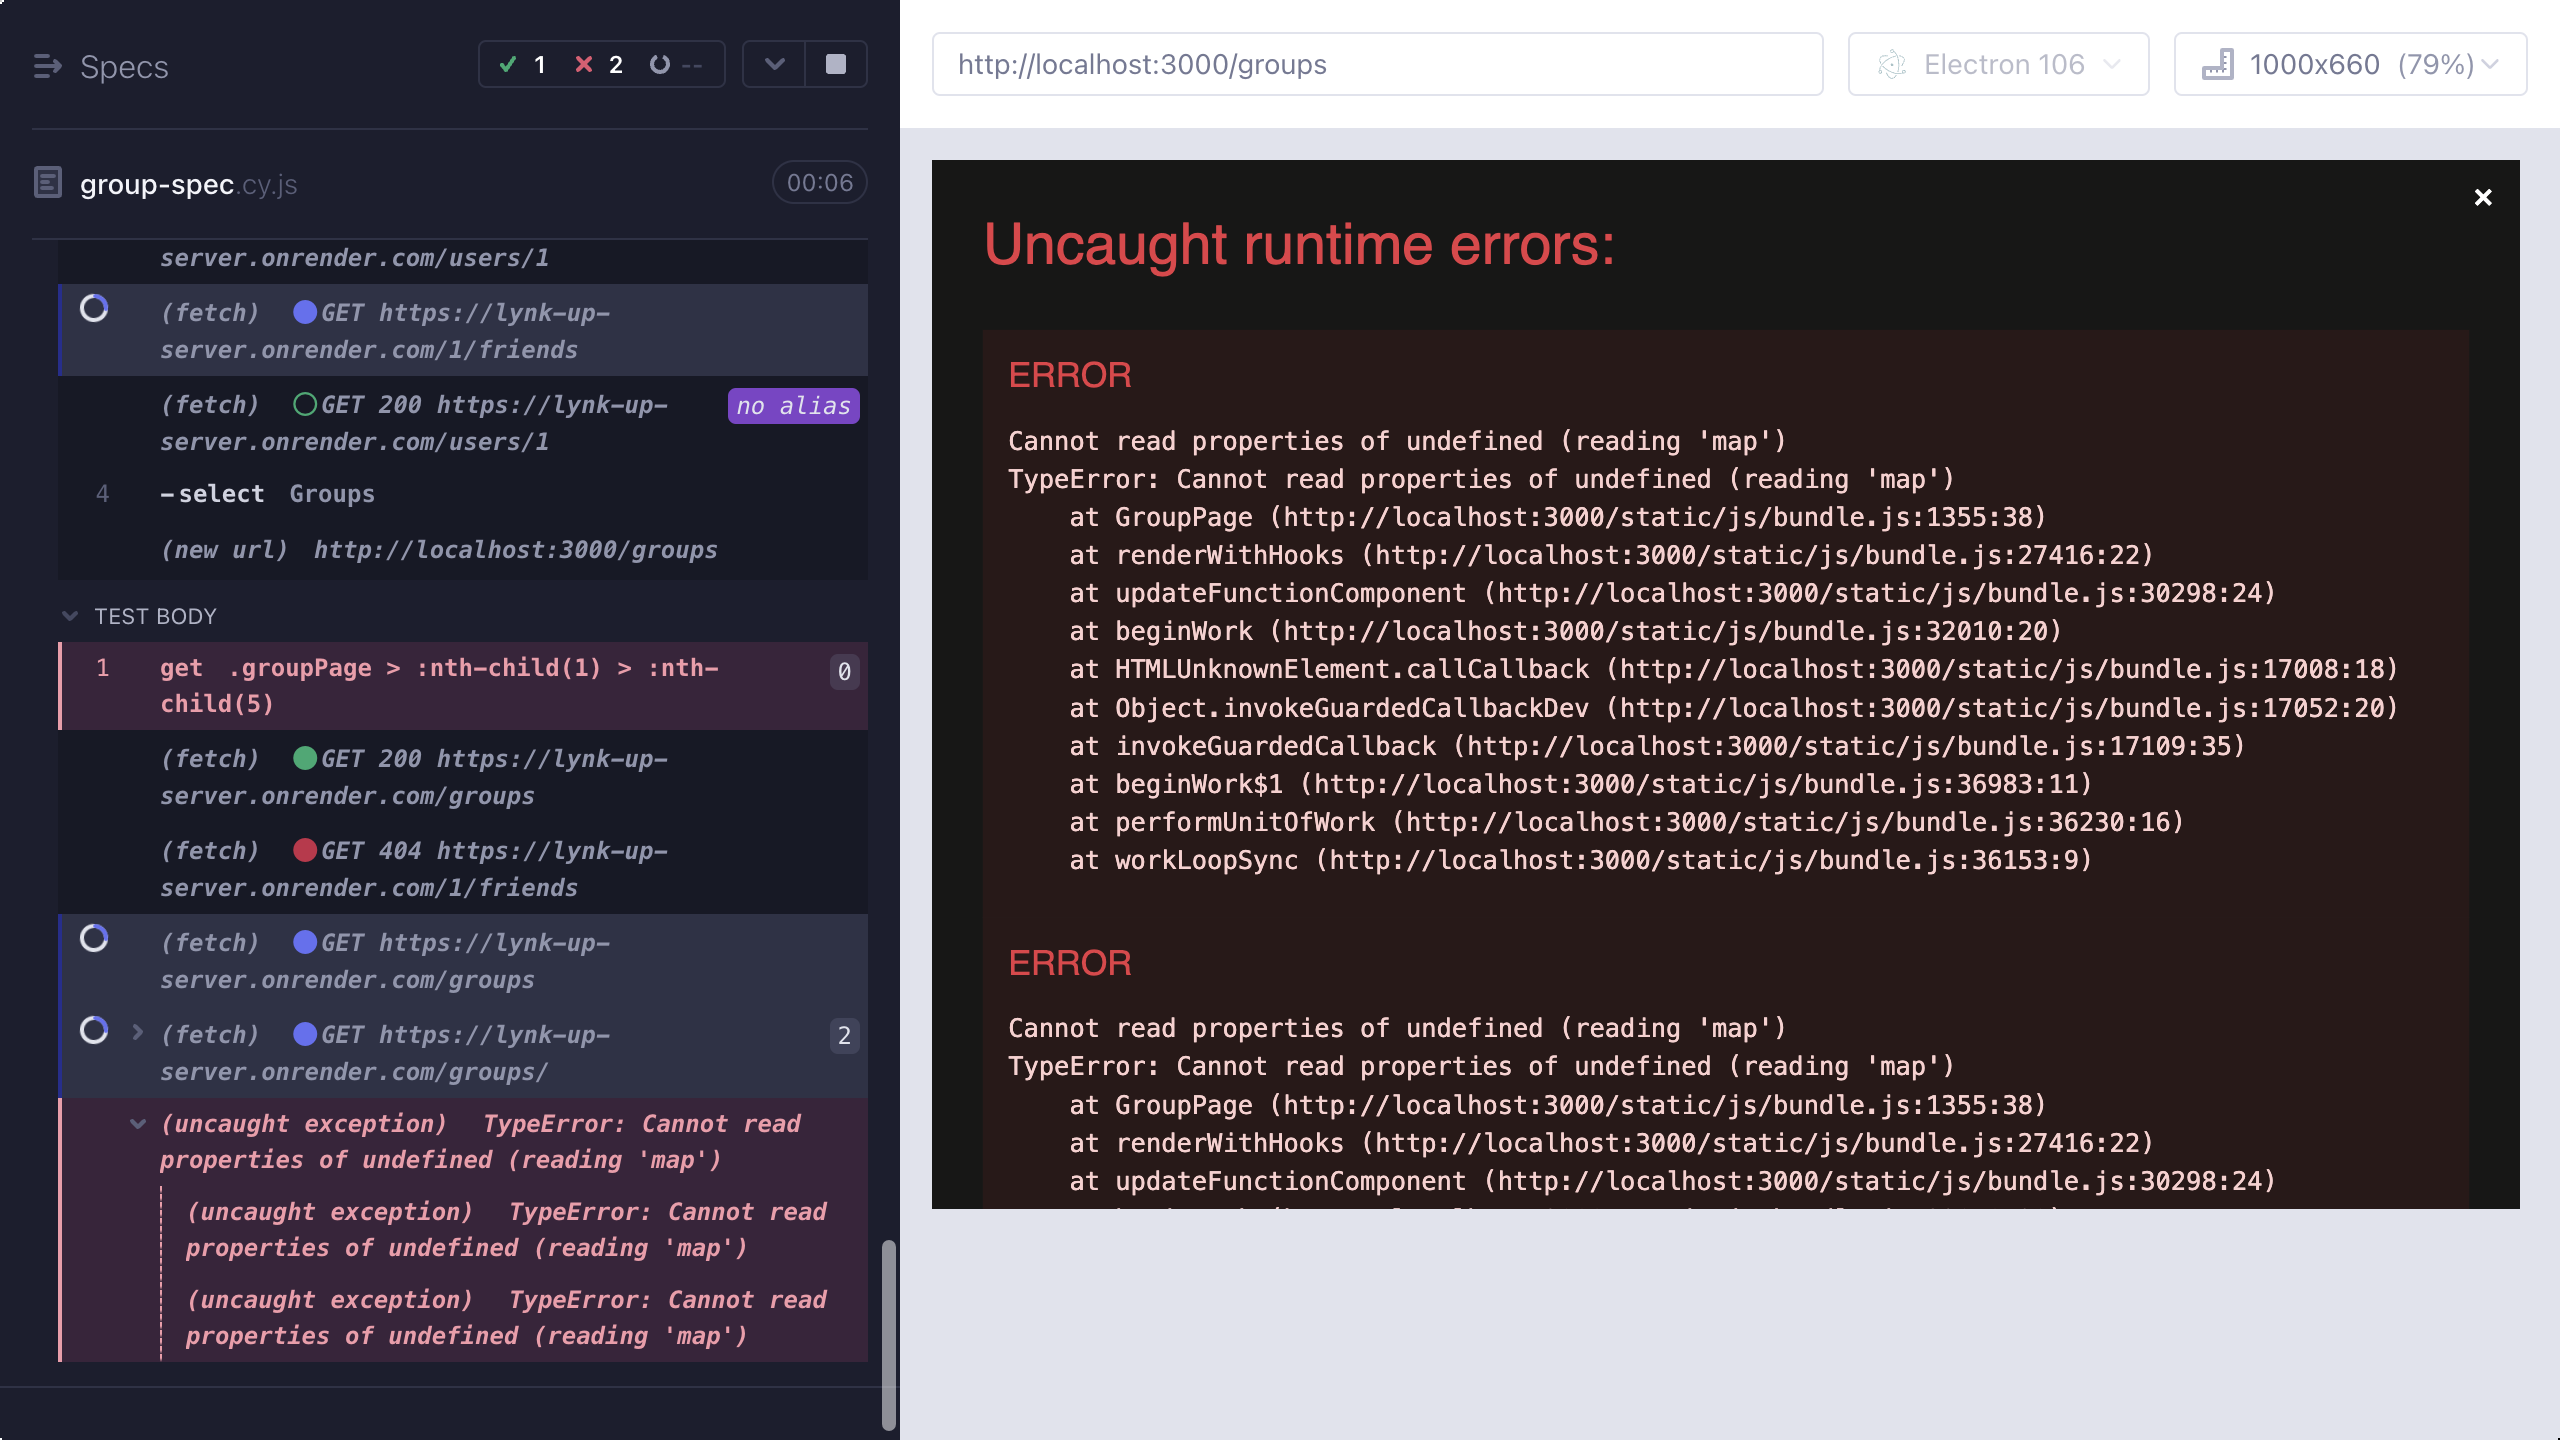 Specs
1 2 --
group-spec.cy.js 00:06
server.onrender.com/users/1
(fetch) GET https://lynk-up-
server.onrender.com/1/friends
(fetch) GET 200 https://lynk-up- no alias
server.onrender.com/users/1
4 -select Groups
(new url) http://localhost:3000/groups
TEST BODY
1 get .groupPage > :nth-child(1) > :nth- 0
child(5)
(fetch) GET 200 https://lynk-up-
server.onrender.com/groups
(fetch) GET 404 https://lynk-up-
server.onrender.com/1/friends
(fetch) GET https://lynk-up-
server.onrender.com/groups
(fetch) GET https://lynk-up- 2
server.onrender.com/groups/
(uncaught exception) TypeError: Cannot read
properties of undefined (reading 'map')
(uncaught exception) TypeError: Cannot read
properties of undefined (reading 'map')
(uncaught exception) TypeError: Cannot read
properties of undefined (reading 'map')
http://localhost:3000/groups
Electron 106
1000x660 (79%)
Uncaught runtime errors:
ERROR
Cannot read properties of undefined (reading 'map')
TypeError: Cannot read properties of undefined (reading 'map')
at GroupPage (http://localhost:3000/static/js/bundle.js:1355:38)
at renderWithHooks (http://localhost:3000/static/js/bundle.js:27416:22)
at updateFunctionComponent (http://localhost:3000/static/js/bundle.js:30298:24)
at beginWork (http://localhost:3000/static/js/bundle.js:32010:20)
at HTMLUnknownElement.callCallback (http://localhost:3000/static/js/bundle.js:17008:18)
at Object.invokeGuardedCallbackDev (http://localhost:3000/static/js/bundle.js:17052:20)
at invokeGuardedCallback (http://localhost:3000/static/js/bundle.js:17109:35)
at beginWork$1 (http://localhost:3000/static/js/bundle.js:36983:11)
at performUnitOfWork (http://localhost:3000/static/js/bundle.js:36230:16)
at workLoopSync (http://localhost:3000/static/js/bundle.js:36153:9)
ERROR
Cannot read properties of undefined (reading 'map')
TypeError: Cannot read properties of undefined (reading 'map')
at GroupPage (http://localhost:3000/static/js/bundle.js:1355:38)
at renderWithHooks (http://localhost:3000/static/js/bundle.js:27416:22)
at updateFunctionComponent (http://localhost:3000/static/js/bundle.js:30298:24)